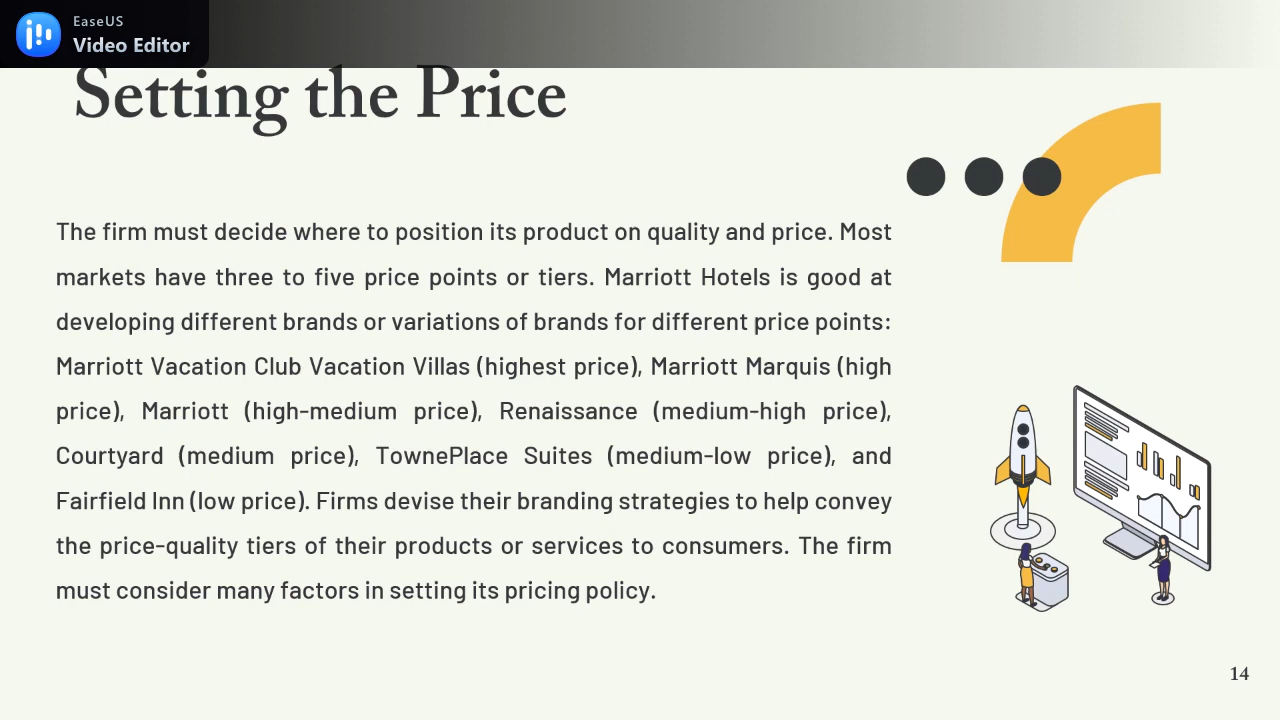 EaseUS
Video Editor
Setting the Price
The firm must decide where to position its product on quality and price. Most
markets have three to five price points or tiers. Marriott Hotels is good at
developing different brands or variations of brands for different price points:
Marriott Vacation Club Vacation Villas (highest price), Marriott Marquis (high
price), Marriott (high-medium price), Renaissance (medium-high price),
Courtyard (medium price), TownePlace Suites (medium-low price), and
Fairfield Inn (low price). Firms devise their branding strategies to help convey
the price-quality tiers of their products or services to consumers. The firm
must consider many factors in setting its pricing policy.
14